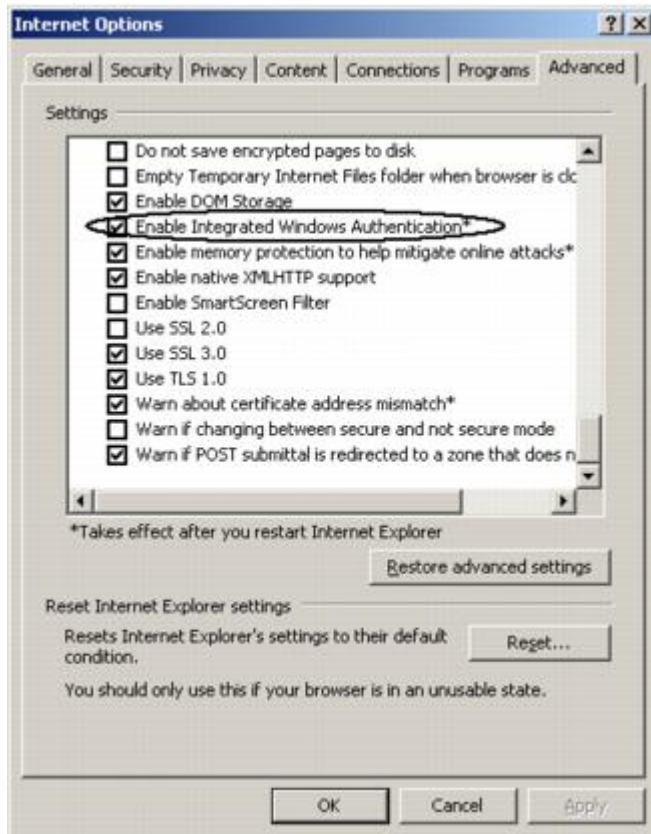 Internet Options
General Security Privacy Content Connections Programs Advanced
Settings
Do not save encrypted pages to disk
Empty Temporary Internet Files folder when browser is clo
Enable DOM Storage
Enable Integrated Windows Authentication*
Enable memory protection to help mitigate online attacks*
Enable native XMLHTTP support
Enable SmartScreen Filter
Use SSL 2.0
Use SSL 3.0
Use TLS 1.0
Warn about certificate address mismatch*
Warn if changing between secure and not secure mode
Warn if POST submittal is redirected to a zone that does n
*Takes effect after you restart Internet Explorer
Restore advanced settings
Reset Internet Explorer settings
Resets Internet Explorer's settings to their default
condition.
Reset...
You should only use this if your browser is in an unusable state.
OK Cancel Apply